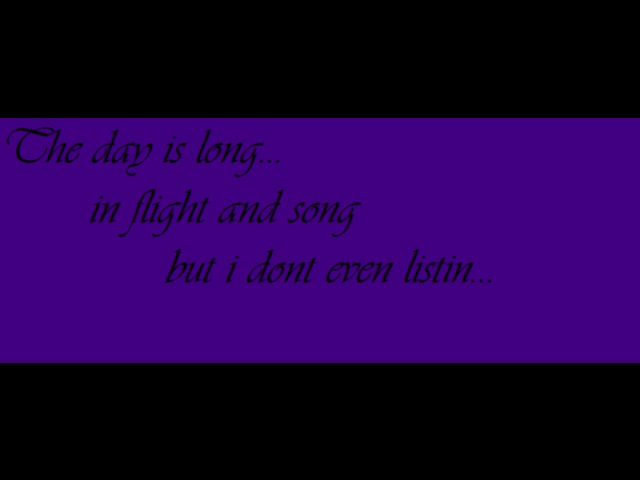 The day is long...
in flight and song
but i dont even listin...